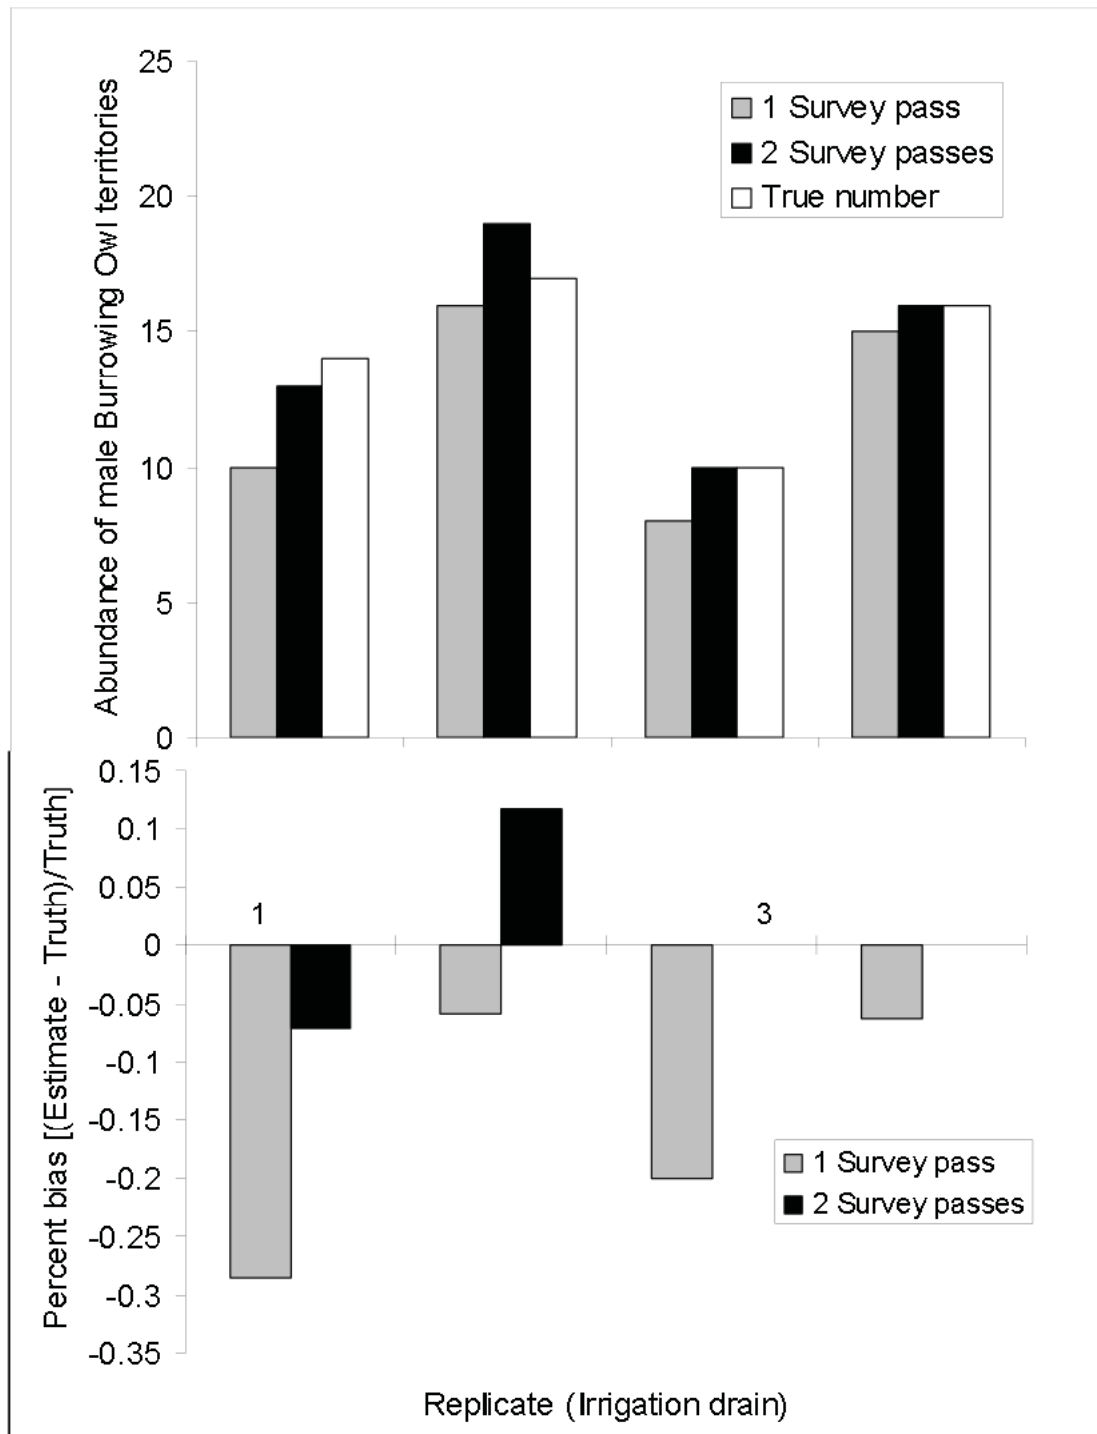 Abundance of male Burrowing Owl territories
25
20
15
10
5
0
1 Survey pass
2 Survey passes
True number
Percent bias [(Estimate - Truth)/Truth]
0.15
0.1
0.05
0
-0.05
-0.1
-0.15
-0.2
-0.25
-0.3
-0.35
1
3
1 Survey pass
2 Survey passes
Replicate (Irrigation drain)